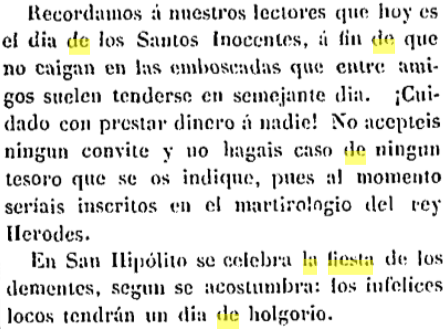 Recordamos á nuestros lectores que hoy es
el dia de los Santos Inocentes, á fin de que
no caigan en las emboscadas que entre ami-
gos suelen tenderse en semejante dia. ¡Cui-
dado con prestar dinero á nadie! No acepteis
ningun convite y no hagais caso de ningun
tesoro que se os indique, pues al momento
seríais inscritos en el martirologio del rey
Herodes.
En San Hipólito se celebra la fiesta de los
dementes, segun se acostumbra: los infelices
locos tendrán un dia de holgorio.